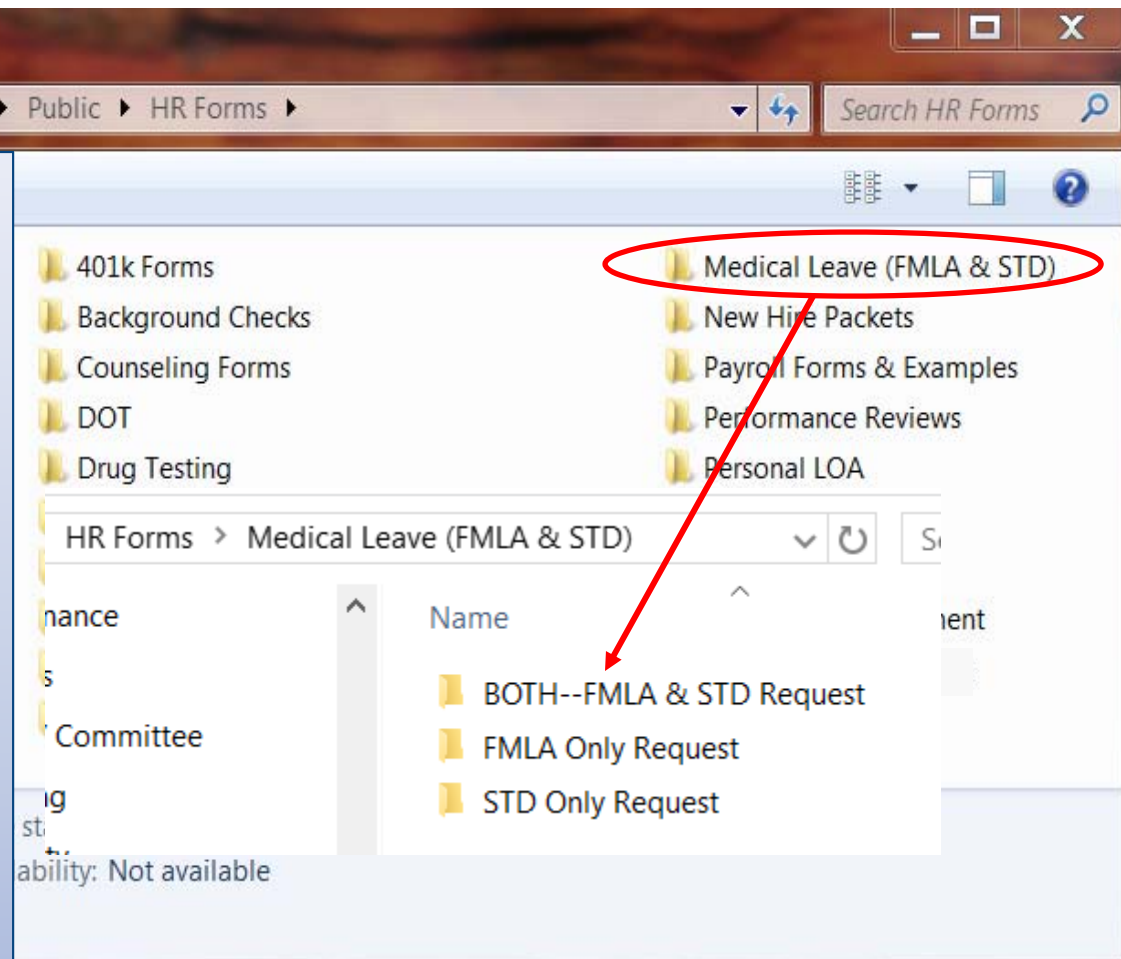 Public HR Forms Search HR Forms
401k Forms
Background Checks
Counseling Forms
DOT
Drug Testing
Medical Leave (FMLA & STD)
New Hire Packets
Payroll Forms & Examples
Performance Reviews
Personal LOA
HR Forms > Medical Leave (FMLA & STD)
nance
s
Committee
Name
BOTH--FMLA & STD Request
FMLA Only Request
STD Only Request
ent
ability: Not available